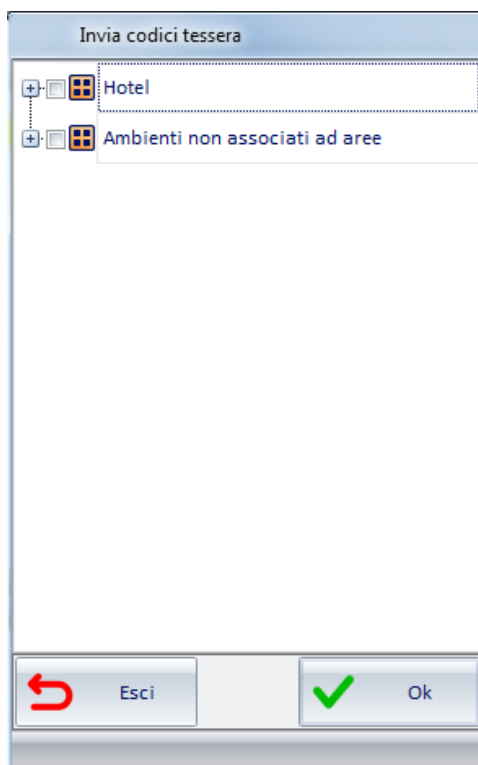 Invia codici tessera
Hotel
Ambienti non associati ad aree
Esci
Ok